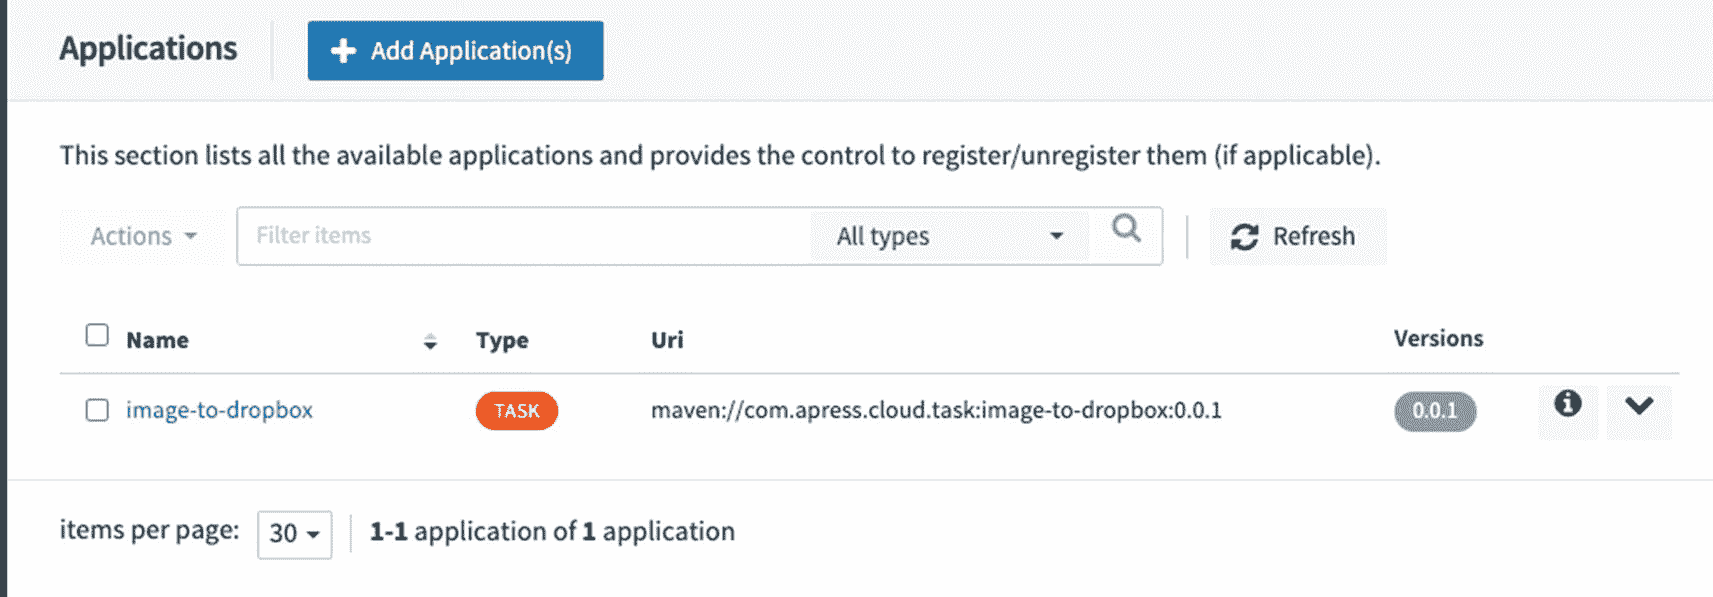 Applications
Add Application(s)
This section lists all the available applications and provides the control to register/unregister them (if applicable).
Actions Filter items All types Refresh
Name Type Uri Versions
image-to-dropbox TASK maven://com.apress.cloud.task:image-to-dropbox:0.0.1 0.0.1
items per page: 30 1-1 application of 1 application